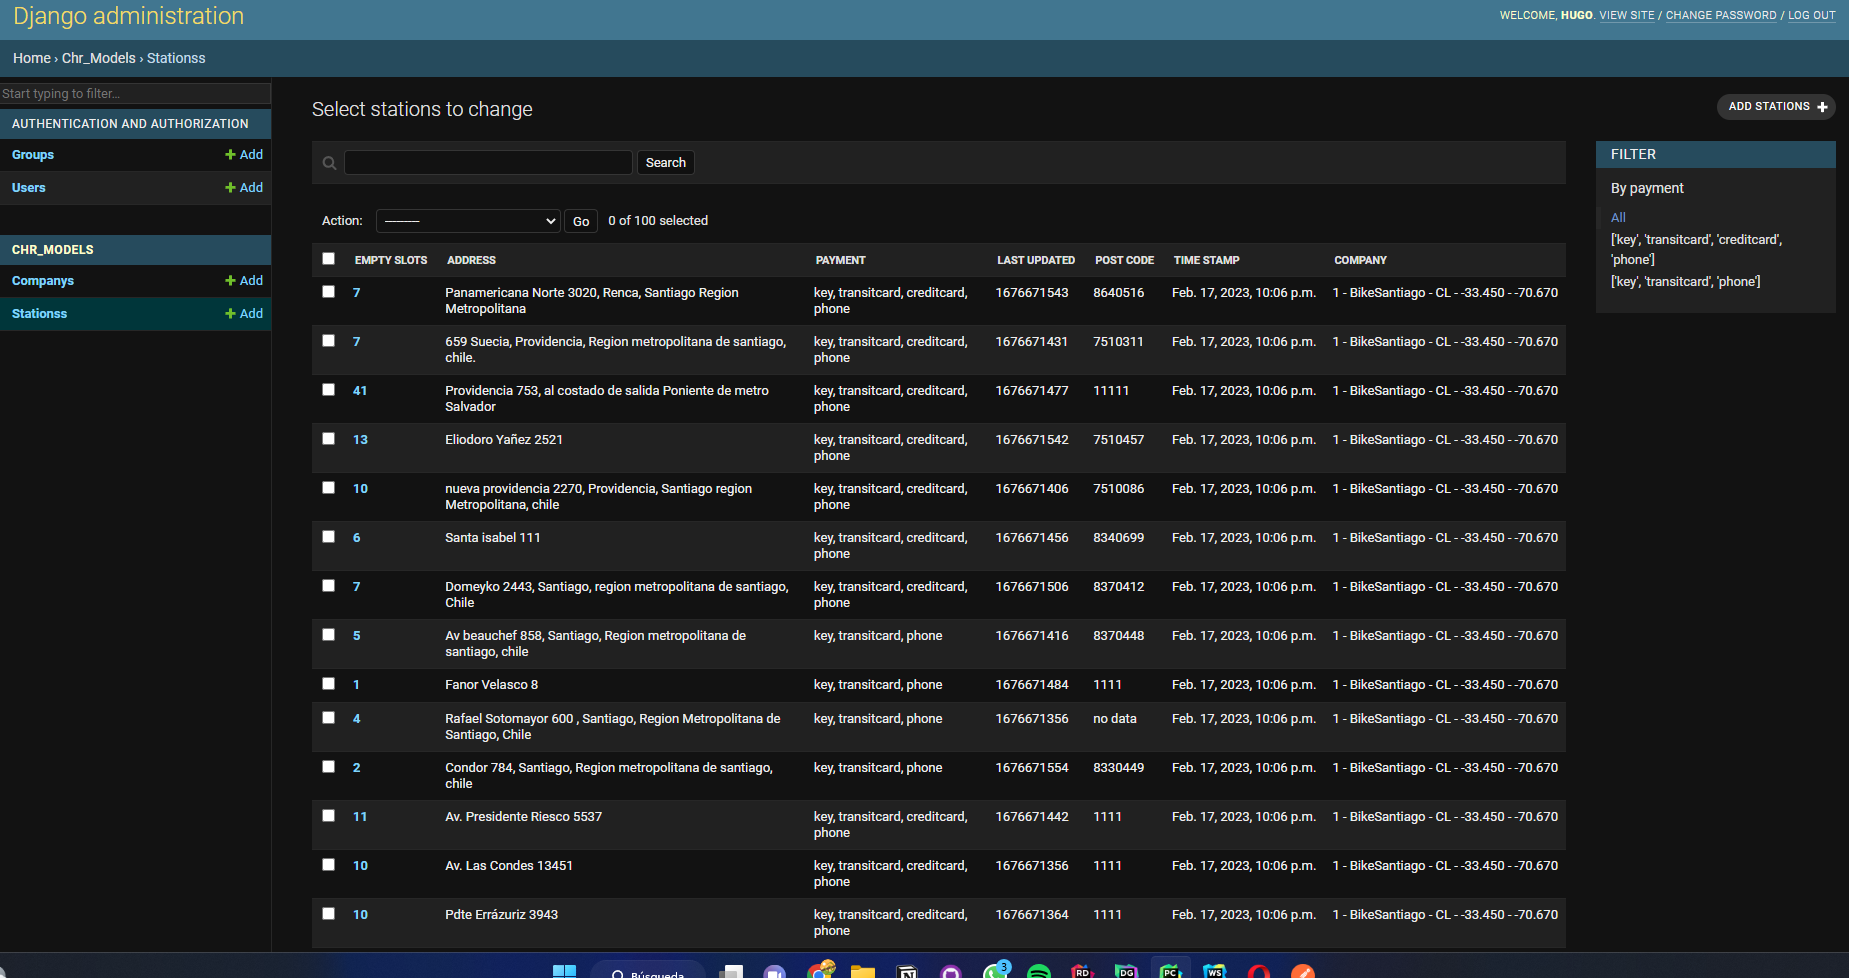 Django administration
WELCOME, HUGO. VIEW SITE / CHANGE PASSWORD / LOG OUT
Home › Chr_Models › Stationss
Start typing to filter...
AUTHENTICATION AND AUTHORIZATION
Groups + Add
Users + Add
CHR_MODELS
Companys + Add
Stationss + Add
Select stations to change
ADD STATIONS +
Search
Action: --------- Go 0 of 100 selected
EMPTY SLOTS ADDRESS PAYMENT LAST UPDATED POST CODE TIME STAMP COMPANY
7 Panamericana Norte 3020, Renca, Santiago Region key, transitcard, creditcard, 1676671543 8640516 Feb. 17, 2023, 10:06 p.m. 1 - BikeSantiago - CL - -33.450 - -70.670
Metropolitana phone
7 659 Suecia, Providencia, Region metropolitana de santiago, key, transitcard, creditcard, 1676671431 7510311 Feb. 17, 2023, 10:06 p.m. 1 - BikeSantiago - CL - -33.450 - -70.670
chile. phone
41 Providencia 753, al costado de salida Poniente de metro key, transitcard, creditcard, 1676671477 11111 Feb. 17, 2023, 10:06 p.m. 1 - BikeSantiago - CL - -33.450 - -70.670
Salvador phone
13 Eliodoro Yañez 2521 key, transitcard, creditcard, 1676671542 7510457 Feb. 17, 2023, 10:06 p.m. 1 - BikeSantiago - CL - -33.450 - -70.670
phone
10 nueva providencia 2270, Providencia, Santiago region key, transitcard, creditcard, 1676671406 7510086 Feb. 17, 2023, 10:06 p.m. 1 - BikeSantiago - CL - -33.450 - -70.670
Metropolitana, chile phone
6 Santa isabel 111 key, transitcard, creditcard, 1676671456 8340699 Feb. 17, 2023, 10:06 p.m. 1 - BikeSantiago - CL - -33.450 - -70.670
phone
7 Domeyko 2443, Santiago, region metropolitana de santiago, key, transitcard, creditcard, 1676671506 8370412 Feb. 17, 2023, 10:06 p.m. 1 - BikeSantiago - CL - -33.450 - -70.670
Chile phone
5 Av beauchef 858, Santiago, Region metropolitana de key, transitcard, phone 1676671416 8370448 Feb. 17, 2023, 10:06 p.m. 1 - BikeSantiago - CL - -33.450 - -70.670
santiago, chile
1 Fanor Velasco 8 key, transitcard, phone 1676671484 1111 Feb. 17, 2023, 10:06 p.m. 1 - BikeSantiago - CL - -33.450 - -70.670
4 Rafael Sotomayor 600 , Santiago, Region Metropolitana de key, transitcard, phone 1676671356 no data Feb. 17, 2023, 10:06 p.m. 1 - BikeSantiago - CL - -33.450 - -70.670
Santiago, Chile
2 Condor 784, Santiago, Region metropolitana de santiago, key, transitcard, phone 1676671554 8330449 Feb. 17, 2023, 10:06 p.m. 1 - BikeSantiago - CL - -33.450 - -70.670
chile
11 Av. Presidente Riesco 5537 key, transitcard, creditcard, 1676671442 1111 Feb. 17, 2023, 10:06 p.m. 1 - BikeSantiago - CL - -33.450 - -70.670
phone
10 Av. Las Condes 13451 key, transitcard, creditcard, 1676671356 1111 Feb. 17, 2023, 10:06 p.m. 1 - BikeSantiago - CL - -33.450 - -70.670
phone
10 Pdte Errázuriz 3943 key, transitcard, creditcard, 1676671364 1111 Feb. 17, 2023, 10:06 p.m. 1 - BikeSantiago - CL - -33.450 - -70.670
phone
FILTER
By payment
All
['key', 'transitcard', 'creditcard',
'phone']
['key', 'transitcard', 'phone']
Búsqueda
3
RD DG PC WS